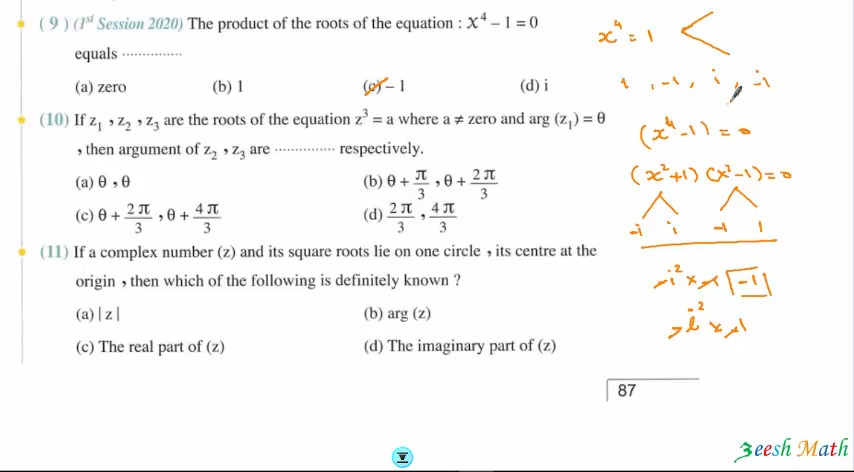 (9) (1st Session 2020) The product of the roots of the equation : X⁴ – 1 = 0
equals ...............
(a) zero (b) 1 (c) – 1 (d) i
(10) If z₁ , z₂ , z₃ are the roots of the equation z³ = a where a ≠ zero and arg (z₁) = θ
, then argument of z₂ , z₃ are ............... respectively.
(a) θ , θ (b) θ + π/3 , θ + 2π/3
(c) θ + 2π/3 , θ + 4π/3 (d) 2π/3 , 4π/3
(11) If a complex number (z) and its square roots lie on one circle , its centre at the
origin , then which of the following is definitely known ?
(a) | z | (b) arg (z)
(c) The real part of (z) (d) The imaginary part of (z)
87
x⁴ = 1
1 , -1 , i , -i
(x⁴ -1) = 0
(x² +1) (x² -1) = 0
-i i -1 1
-i² x -1 -1
-i² x -1
Zeesh Math